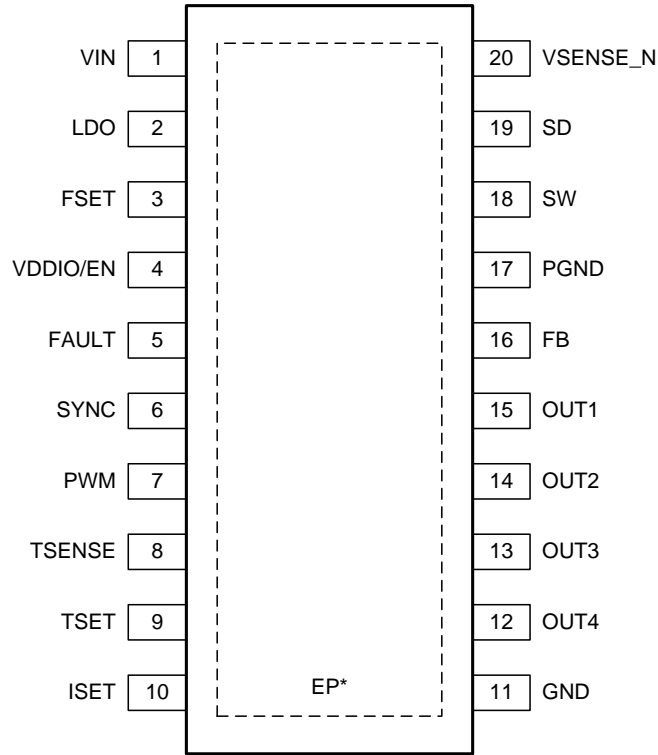 VIN 1 20 VSENSE_N
LDO 2 19 SD
FSET 3 18 SW
VDDIO/EN 4 17 PGND
FAULT 5 16 FB
SYNC 6 15 OUT1
PWM 7 14 OUT2
TSENSE 8 13 OUT3
TSET 9 12 OUT4
ISET 10 EP* 11 GND